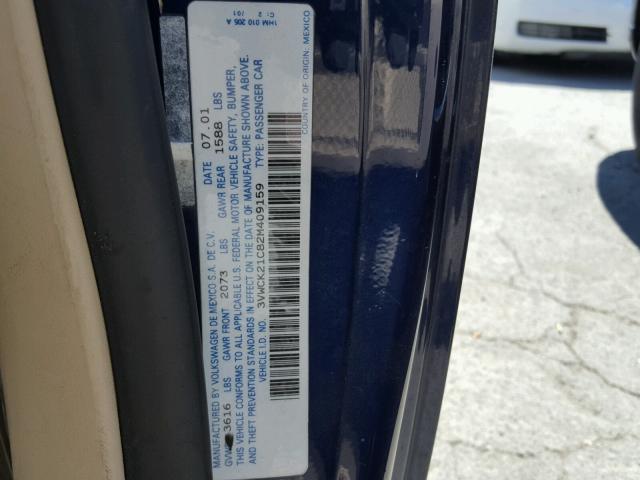 MANUFACTURED BY VOLKSWAGEN DE MEXICO S.A. DE C.V. DATE 07.01
GVW 3616 LBS GAWR FRONT 2073 LBS GAWR REAR 1588 LBS
CONFORMS TO ALL APPLICABLE U.S. FEDERAL MOTOR VEHICLE SAFETY, BUMPER,
AND THEFT PREVENTION STANDARDS IN EFFECT ON THE DATE OF MANUFACTURE SHOWN ABOVE.
VEHICLE I.D. NO. 3VWCK21C82M409159 TYPE: PASSENGER CAR
1HM 010 205 A
COUNTRY OF ORIGIN: MEXICO